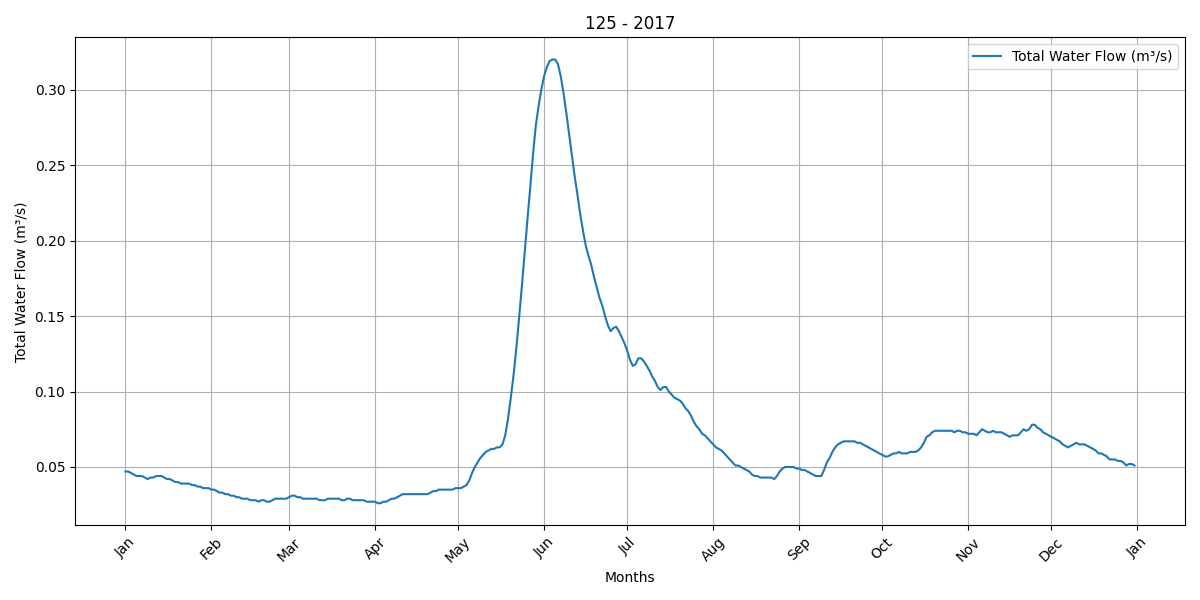 125 - 2017
Total Water Flow (m³/s)
Total Water Flow (m³/s)
0.30
0.25
0.20
0.15
0.10
0.05
Jan
Feb
Mar
Apr
May
Jun
Jul
Aug
Sep
Oct
Nov
Dec
Jan
Months